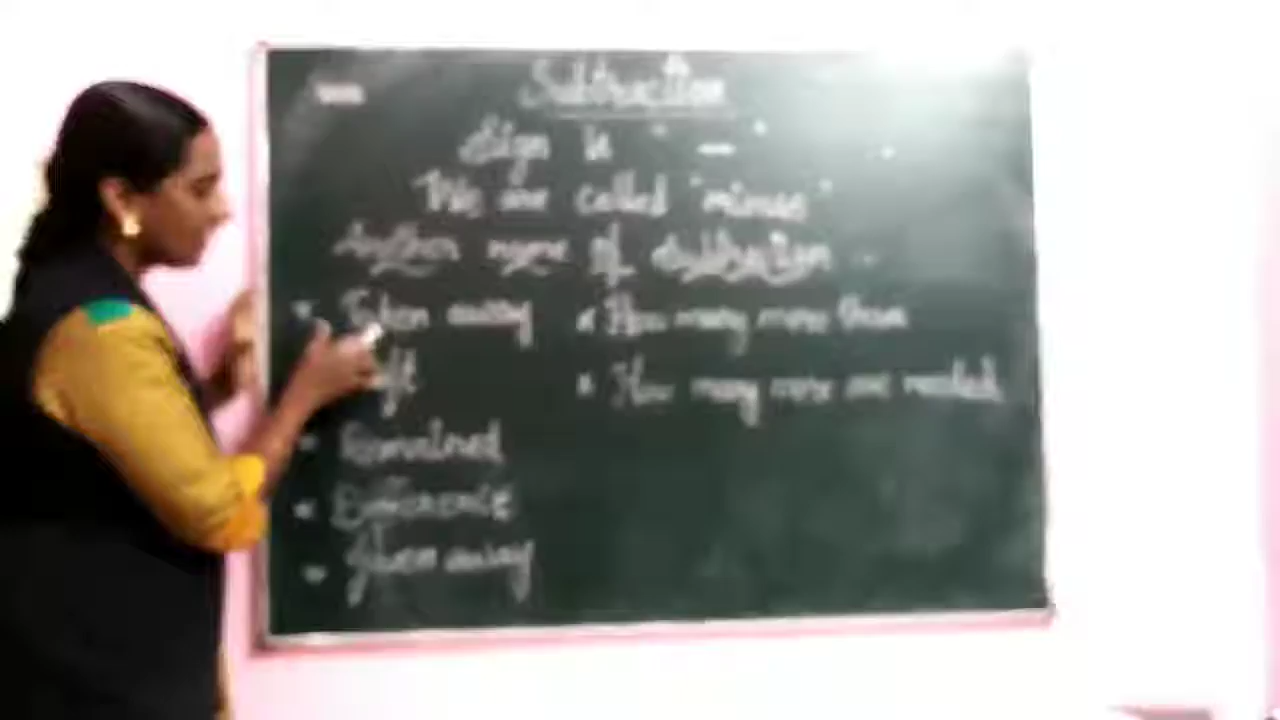 Subtraction
Sign is " — "
We are called "minus"
Another name of subtraction
Taken away
Left
Remained
Difference
Given away
How many more than
How many more are needed